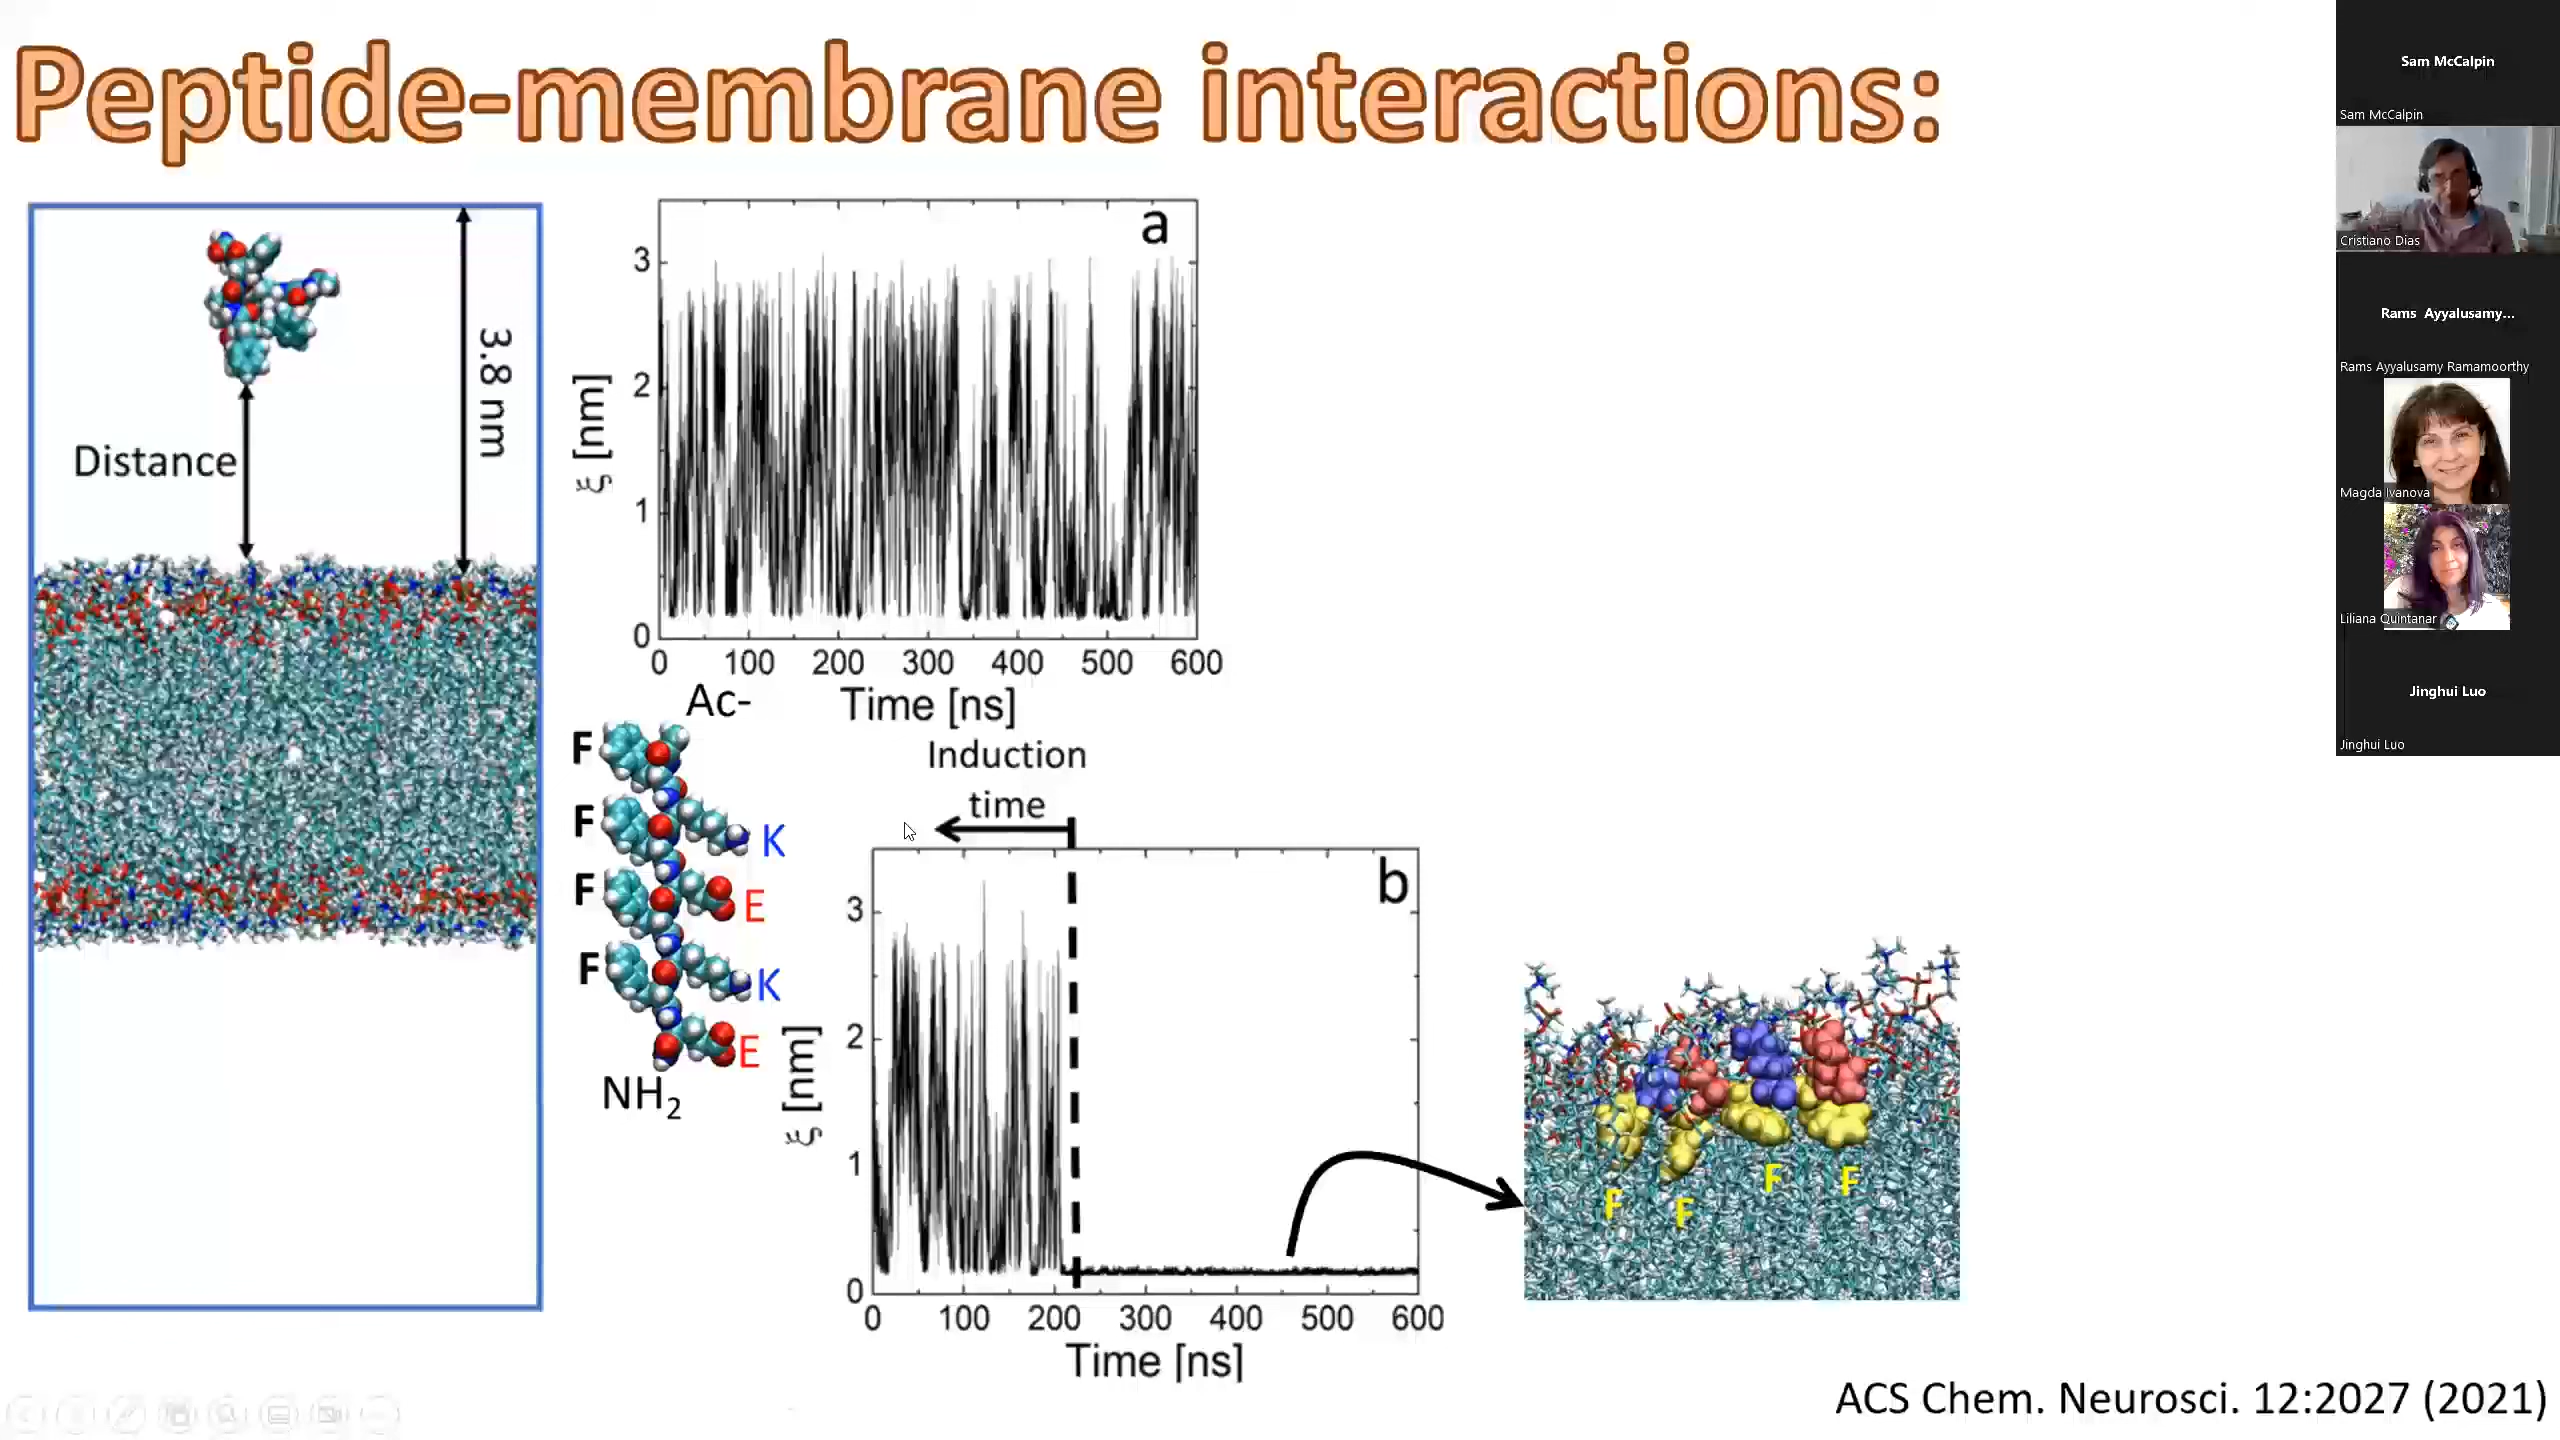 Peptide-membrane interactions:
Distance
3.8 nm
a
ξ [nm]
3
2
1
0
0 100 200 300 400 500 600
Time [ns]
Ac-
F
F K
F E
F K
E
NH2
Induction
time
b
ξ [nm]
3
2
1
0
0 100 200 300 400 500 600
Time [ns]
F F F F
ACS Chem. Neurosci. 12:2027 (2021)
Sam McCalpin
Sam McCalpin
Cristiano Dias
Rams Ayyalusamy...
Rams Ayyalusamy Ramamoorthy
Magda Ivanova
Liliana Quintanar
Jinghui Luo
Jinghui Luo